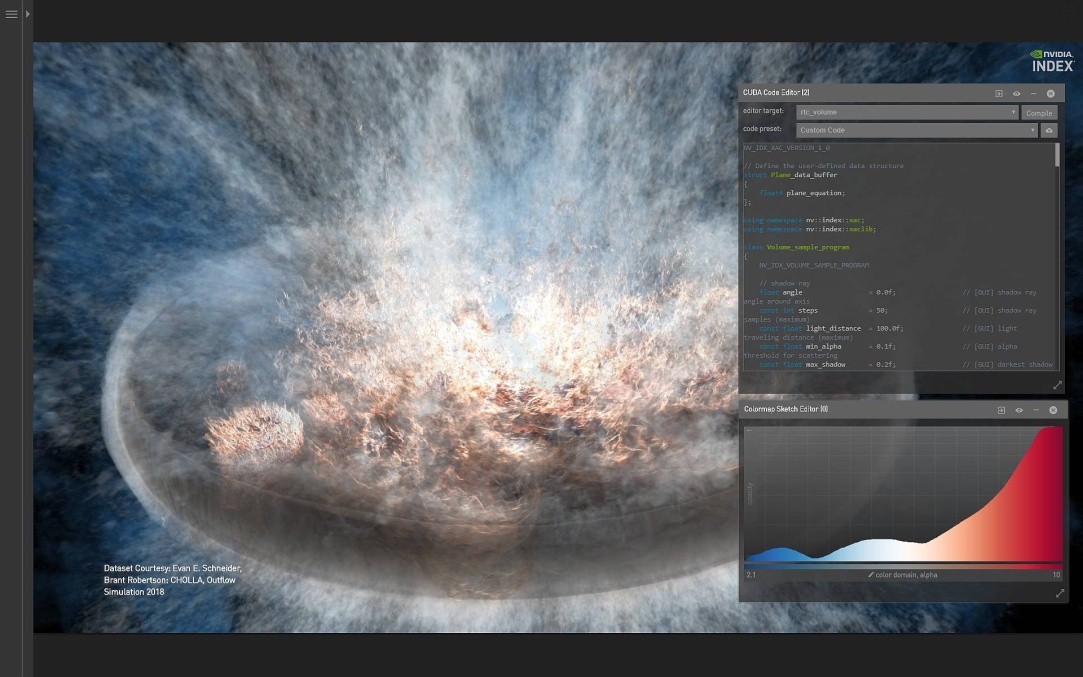 NVIDIA.
INDEX
CUDA Code Editor [2]
editor target:
rtc_volume
Compile
code preset:
Custom Code
NV_IDX_XAC_VERSION_1_0
// Define the user-defined data structure
struct Plane_data_buffer
{
float4 plane_equation;
};
using namespace nv::index::xac;
using namespace nv::index::xaclib;
class Volume_sample_program
{
NV_IDX_VOLUME_SAMPLE_PROGRAM
// shadow ray
float angle = 0.0f; // [GUI] shadow ray
angle around axis
const int steps = 50; // [GUI] shadow ray
samples (maximum)
const float light_distance = 100.0f; // [GUI] light
traveling distance (maximum)
const float min_alpha = 0.1f; // [GUI] alpha
threshold for scattering
const float max_shadow = 0.2f; // [GUI] darkest shadow
Colormap Sketch Editor [0]
opacity
2.1 color domain, alpha 10
Dataset Courtesy: Evan E. Schneider,
Brant Robertson: CHOLLA, Outflow
Simulation 2018